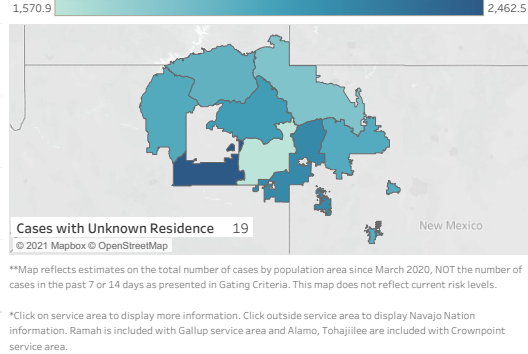 1,570.9 2,462.5
New Mexico
Cases with Unknown Residence 19
© 2021 Mapbox © OpenStreetMap
**Map reflects estimates on the total number of cases by population area since March 2020, NOT the number of
cases in the past 7 or 14 days as presented in Gating Criteria. This map does not reflect current risk levels.
*Click on service area to display more information. Click outside service area to display Navajo Nation
information. Ramah is included with Gallup service area and Alamo, Tohajiilee are included with Crownpoint
service area.